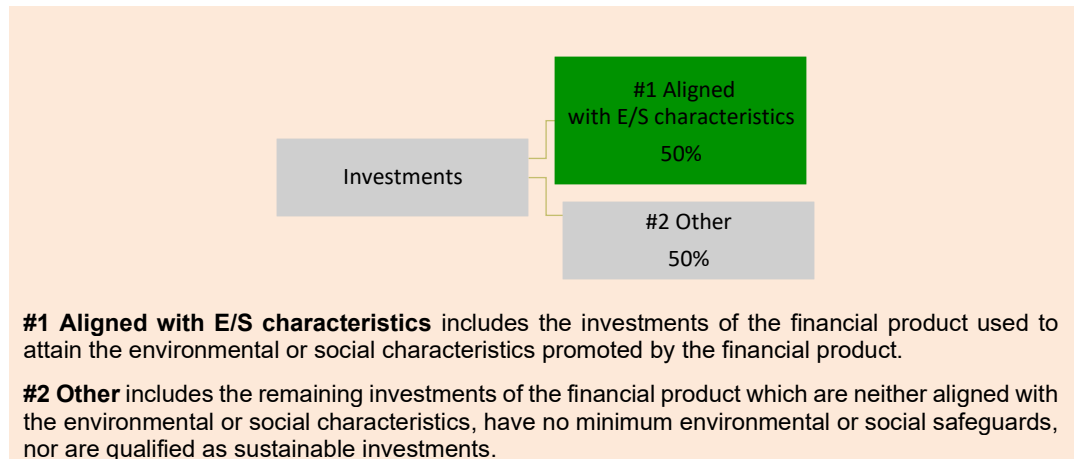 #1 Aligned
with E/S characteristics
50%
Investments
#2 Other
50%
#1 Aligned with E/S characteristics includes the investments of the financial product used to
attain the environmental or social characteristics promoted by the financial product.
#2 Other includes the remaining investments of the financial product which are neither aligned with
the environmental or social characteristics, have no minimum environmental or social safeguards,
nor are qualified as sustainable investments.